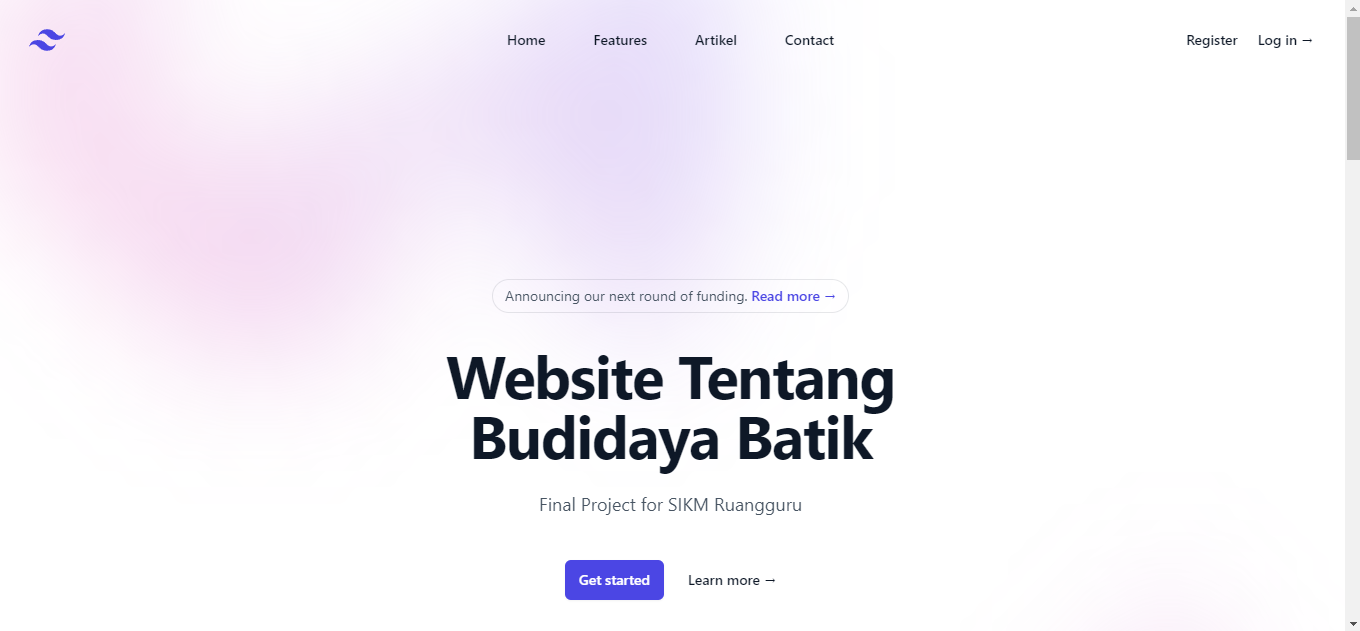 Home Features Artikel Contact Register Log in →
Announcing our next round of funding. Read more →
Website Tentang
Budidaya Batik
Final Project for SIKM Ruangguru
Get started Learn more →